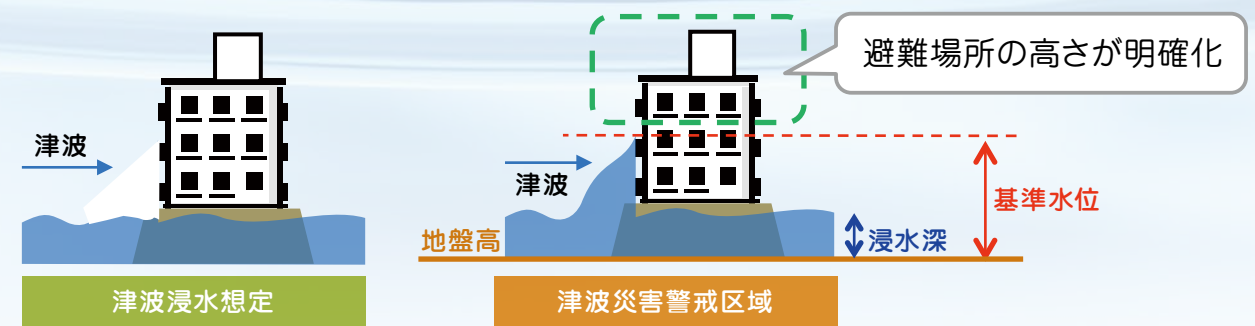 避難場所の高さが明確化
津波
津波
基準水位
地盤高
浸水深
津波浸水想定
津波災害警戒区域